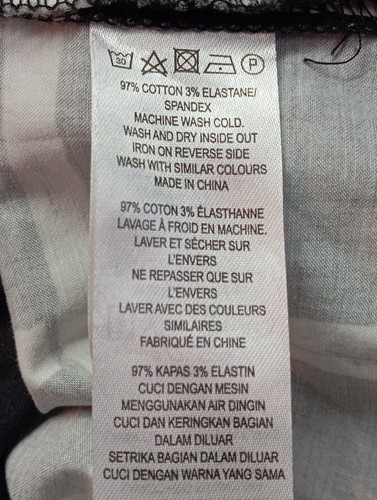 30 P
97% COTTON 3% ELASTANE/
SPANDEX
MACHINE WASH COLD.
WASH AND DRY INSIDE OUT
IRON ON REVERSE SIDE
WASH WITH SIMILAR COLOURS
MADE IN CHINA
97% COTON 3% ÉLASTHANNE
LAVAGE À FROID EN MACHINE.
LAVER ET SÉCHER SUR
L'ENVERS
NE REPASSER QUE SUR
L'ENVERS
LAVER AVEC DES COULEURS
SIMILAIRES
FABRIQUÉ EN CHINE
97% KAPAS 3% ELASTIN
CUCI DENGAN MESIN
MENGGUNAKAN AIR DINGIN
CUCI DAN KERINGKAN BAGIAN
DALAM DILUAR
SETRIKA BAGIAN DALAM DILUAR
CUCI DENGAN WARNA YANG SAMA